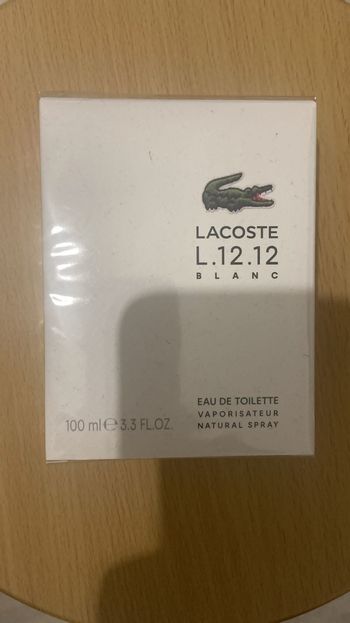 LACOSTE
L.12.12
BLANC
EAU DE TOILETTE
VAPORISATEUR
NATURAL SPRAY
100 ml ℮ 3.3 FL.OZ.